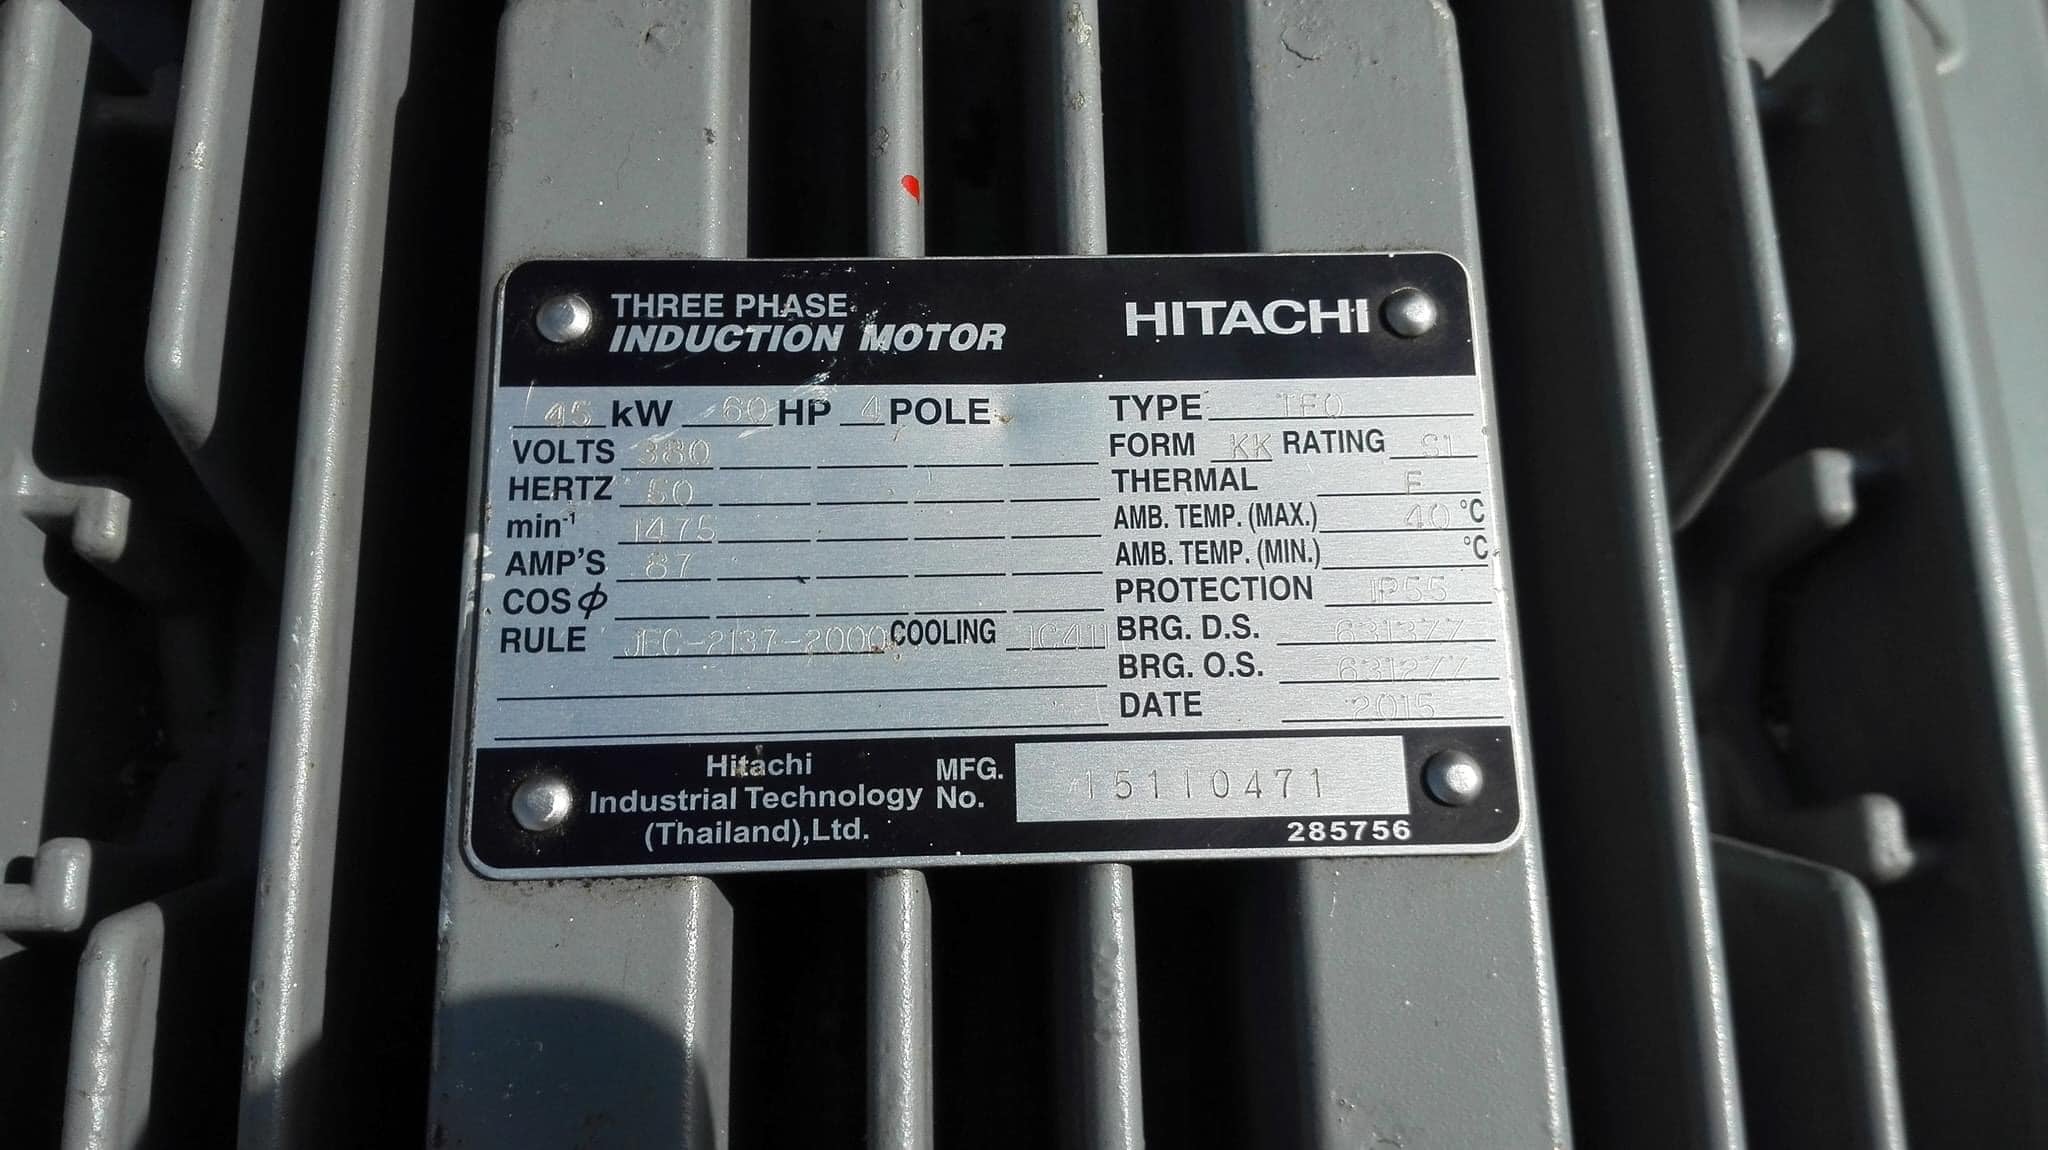 THREE PHASE
INDUCTION MOTOR
HITACHI
45 kW 60 HP 4 POLE
VOLTS 380
HERTZ 50
min-1 1475
AMP'S 87
COS ϕ
RULE JEC-2137-2000 COOLING IC411
TYPE TFO
FORM KK RATING S1
THERMAL F
AMB. TEMP. (MAX.) 40 °C
AMB. TEMP. (MIN.) °C
PROTECTION IP55
BRG. D.S. 6313ZZ
BRG. O.S. 6312ZZ
DATE 2015
Hitachi
Industrial Technology
(Thailand),Ltd.
MFG.
No. 15110471
285756